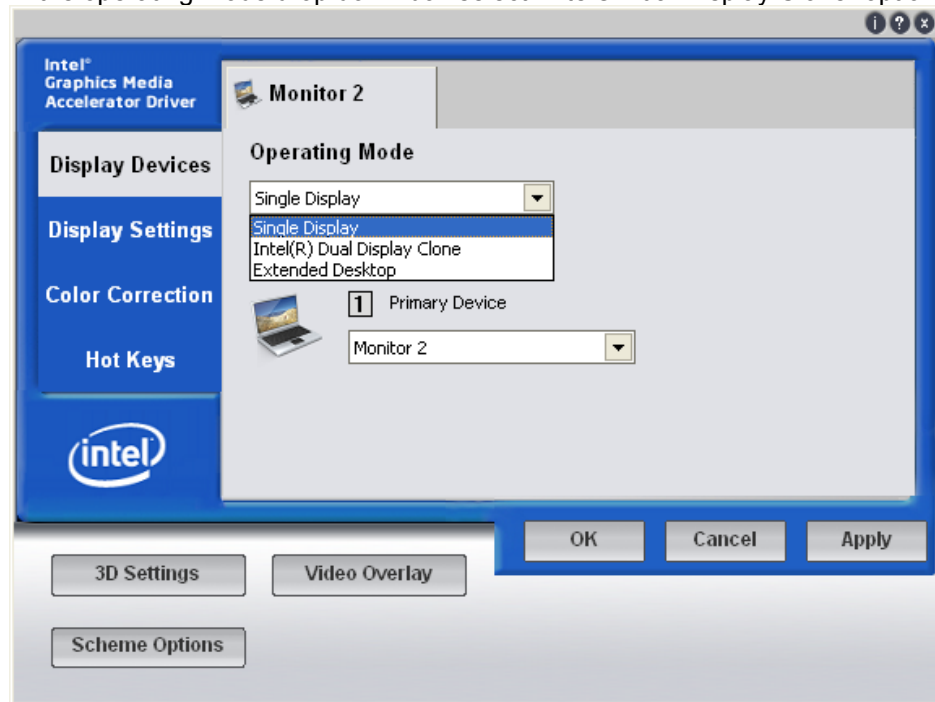 Intel®
Graphics Media
Accelerator Driver
Monitor 2
Display Devices
Display Settings
Color Correction
Hot Keys
intel
Operating Mode
Single Display
Single Display
Intel(R) Dual Display Clone
Extended Desktop
1 Primary Device
Monitor 2
OK
Cancel
Apply
3D Settings
Video Overlay
Scheme Options